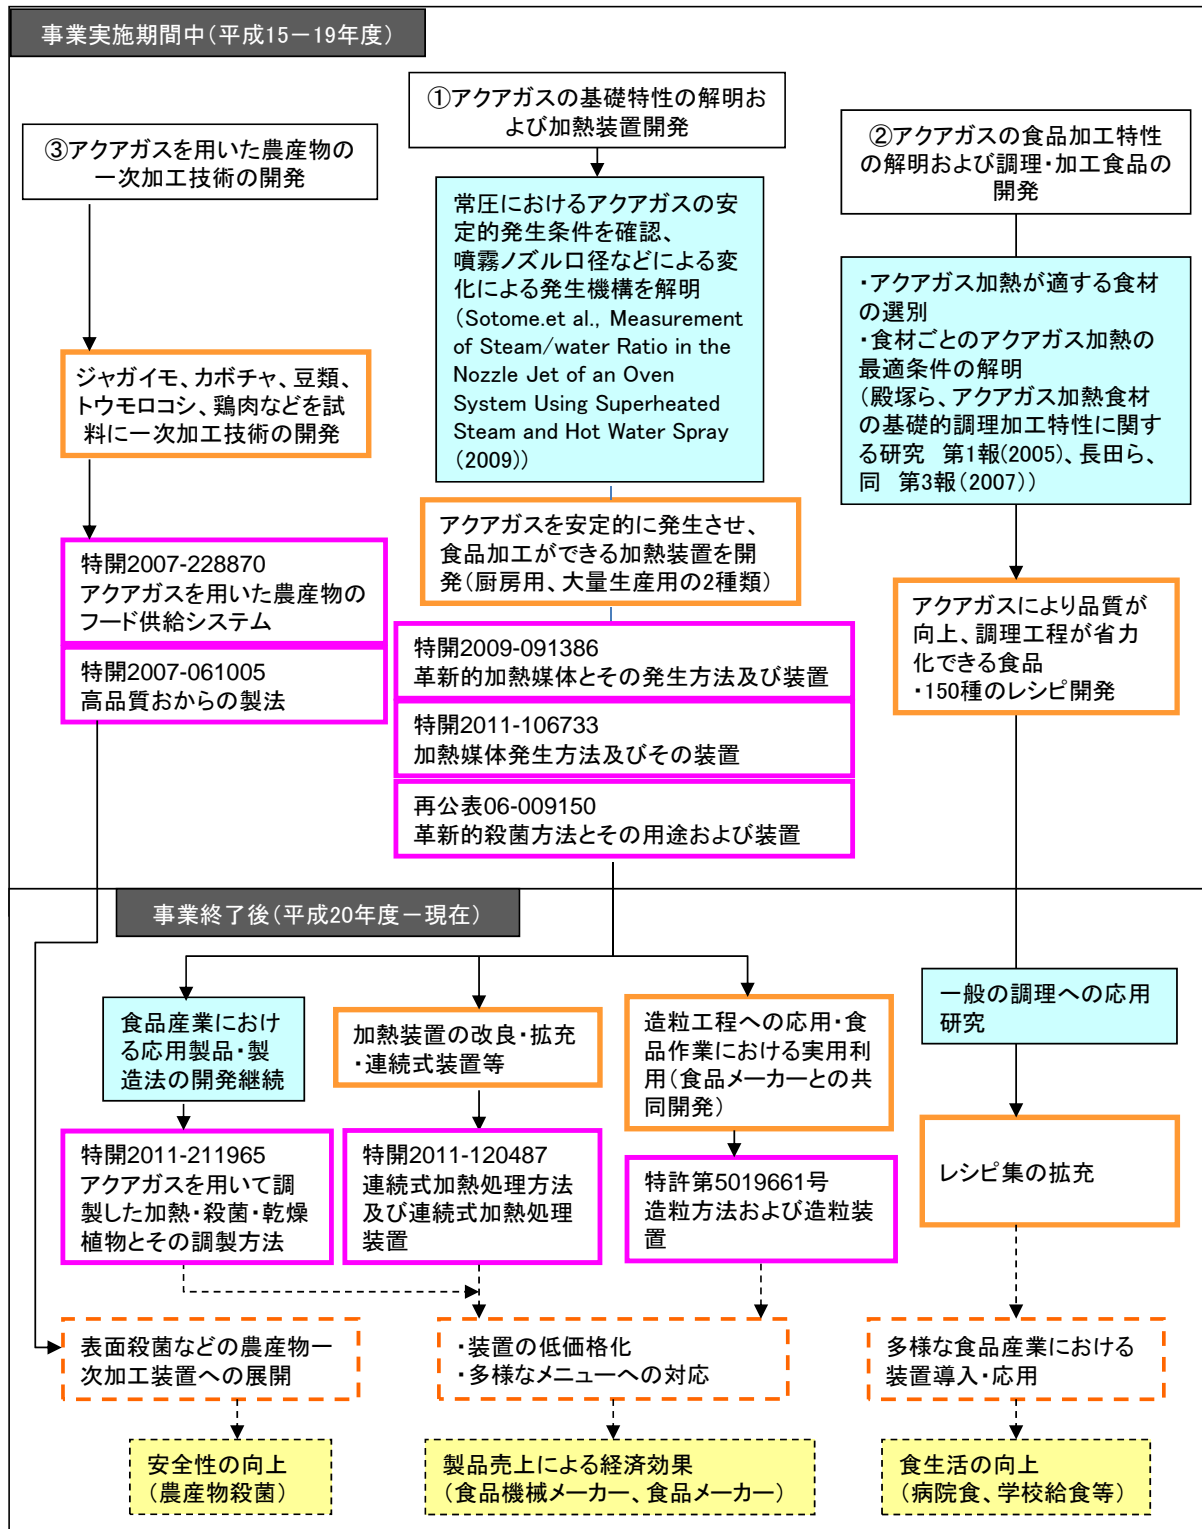 事業実施期間中（平成15－19年度）
①アクアガスの基礎特性の解明お
よび加熱装置開発
③アクアガスを用いた農産物の
一次加工技術の開発
②アクアガスの食品加工特性
の解明および調理・加工食品の
開発
常圧におけるアクアガスの安
定的発生条件を確認、
噴霧ノズル口径などによる変
化による発生機構を解明
（Sotome.et al., Measurement
of Steam/water Ratio in the
Nozzle Jet of an Oven
System Using Superheated
Steam and Hot Water Spray
（2009））
・アクアガス加熱が適する食材
の選別
・食材ごとのアクアガス加熱の
最適条件の解明
（殿塚ら、アクアガス加熱食材
の基礎的調理加工特性に関す
る研究　第1報(2005)、長田ら、
同　第3報（2007））
ジャガイモ、カボチャ、豆類、
トウモロコシ、鶏肉などを試
料に一次加工技術の開発
アクアガスを安定的に発生させ、
食品加工ができる加熱装置を開
発（厨房用、大量生産用の2種類）
特開2007-228870
アクアガスを用いた農産物の
フード供給システム
特開2007-061005
高品質おからの製法
特開2009-091386
革新的加熱媒体とその発生方法及び装置
特開2011-106733
加熱媒体発生方法及びその装置
再公表06-009150
革新的殺菌方法とその用途および装置
アクアガスにより品質が
向上、調理工程が省力
化できる食品
・150種のレシピ開発
事業終了後（平成20年度－現在）
食品産業におけ
る応用製品・製
造法の開発継続
加熱装置の改良・拡充
・連続式装置等
造粒工程への応用・食
品作業における実用利
用（食品メーカーとの共
同開発）
一般の調理への応用
研究
特開2011-211965
アクアガスを用いて調
製した加熱・殺菌・乾燥
植物とその調製方法
特開2011-120487
連続式加熱処理方法
及び連続式加熱処理
装置
特許第5019661号
造粒方法および造粒装
置
レシピ集の拡充
表面殺菌などの農産物一
次加工装置への展開
・装置の低価格化
・多様なメニューへの対応
多様な食品産業における
装置導入・応用
安全性の向上
（農産物殺菌）
製品売上による経済効果
（食品機械メーカー、食品メーカー）
食生活の向上
（病院食、学校給食等）